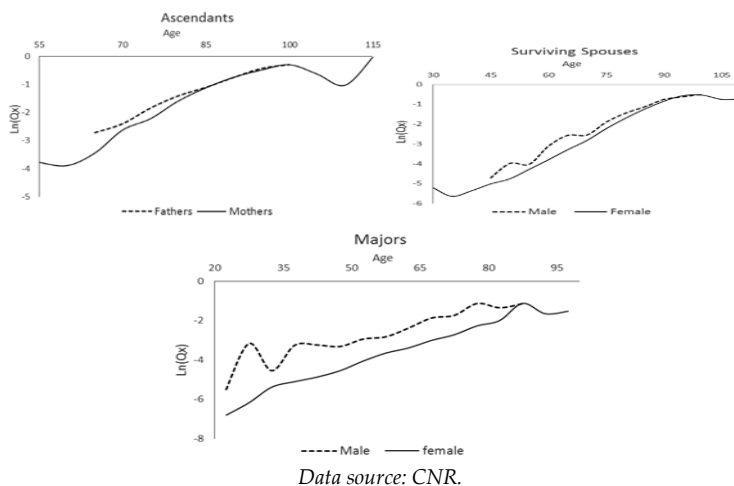 Ascendants
Age
55 70 85 100 115
0
-1
-2
-3
-4
-5
Ln(Qx)
Fathers Mothers
Surviving Spouses
Age
30 45 60 75 90 105
0
-1
-2
-3
-4
-5
-6
Ln(Qx)
Male Female
Majors
Age
20 35 50 65 80 95
0
-2
-4
-6
-8
Ln(Qx)
Male female
Data source: CNR.